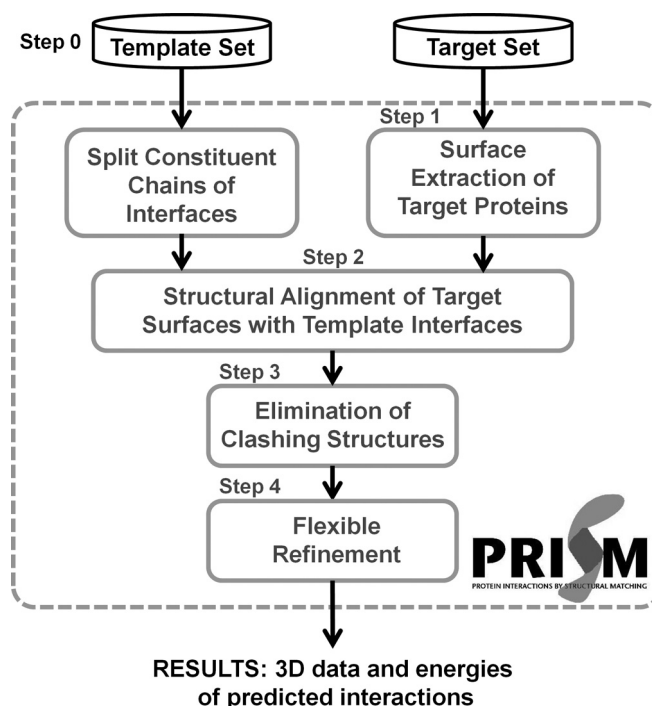 Step 0
Template Set
Target Set
Step 1
Split Constituent
Chains of
Interfaces
Surface
Extraction of
Target Proteins
Step 2
Structural Alignment of Target
Surfaces with Template Interfaces
Step 3
Elimination of
Clashing Structures
Step 4
Flexible
Refinement
PRISM
PROTEIN INTERACTIONS BY STRUCTURAL MATCHING
RESULTS: 3D data and energies
of predicted interactions